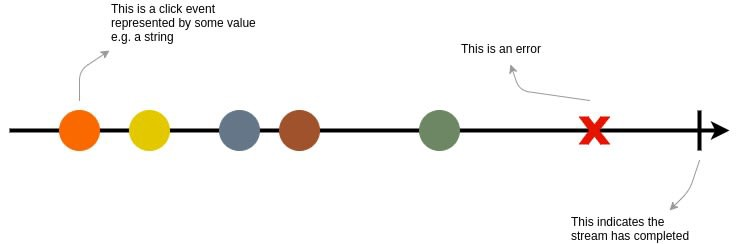 This is a click event
represented by some value
e.g. a string
This is an error
This indicates the
stream has completed